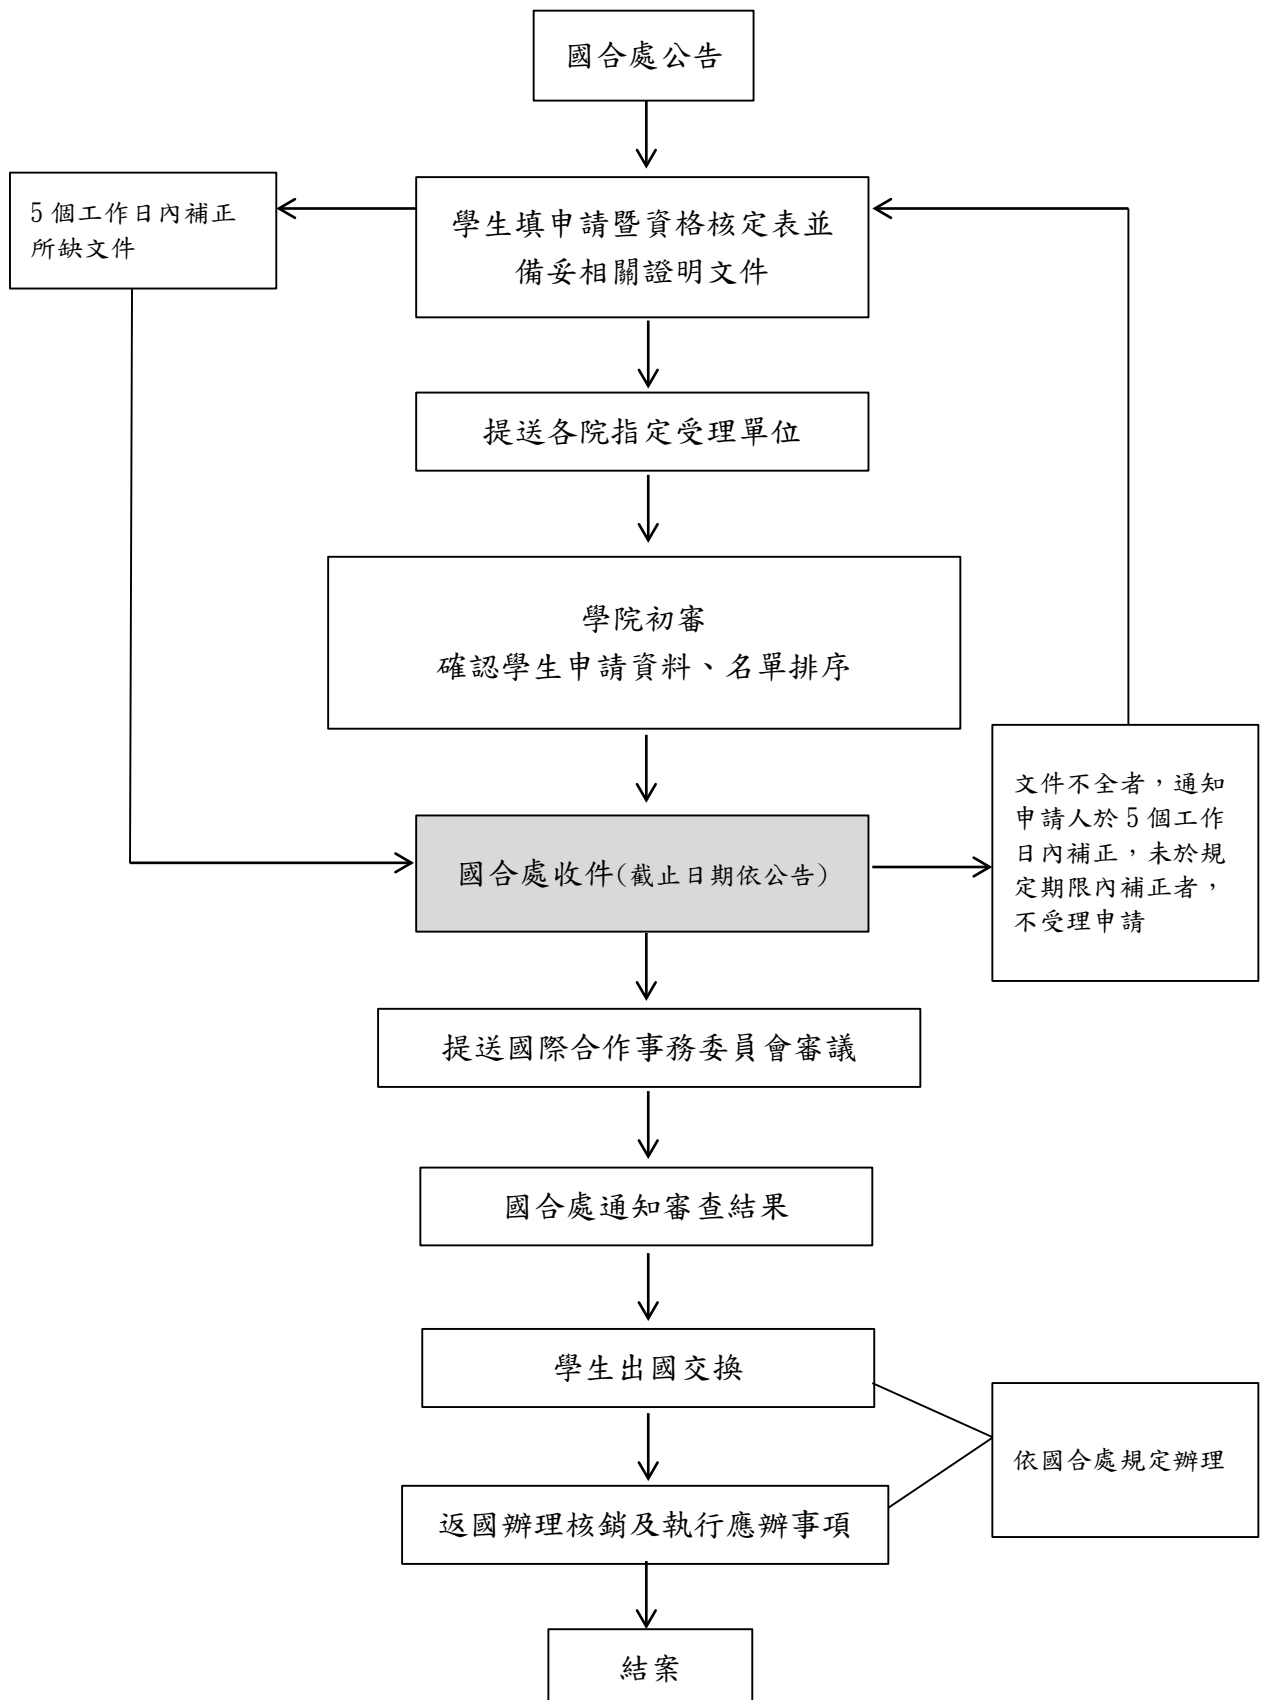 國合處公告
5 個工作日內補正
所缺文件
學生填申請暨資格核定表並
備妥相關證明文件
提送各院指定受理單位
學院初審
確認學生申請資料、名單排序
文件不全者，通知
申請人於 5 個工作
日內補正，未於規
定期限內補正者，
不受理申請
國合處收件(截止日期依公告)
提送國際合作事務委員會審議
國合處通知審查結果
學生出國交換
依國合處規定辦理
返國辦理核銷及執行應辦事項
結案